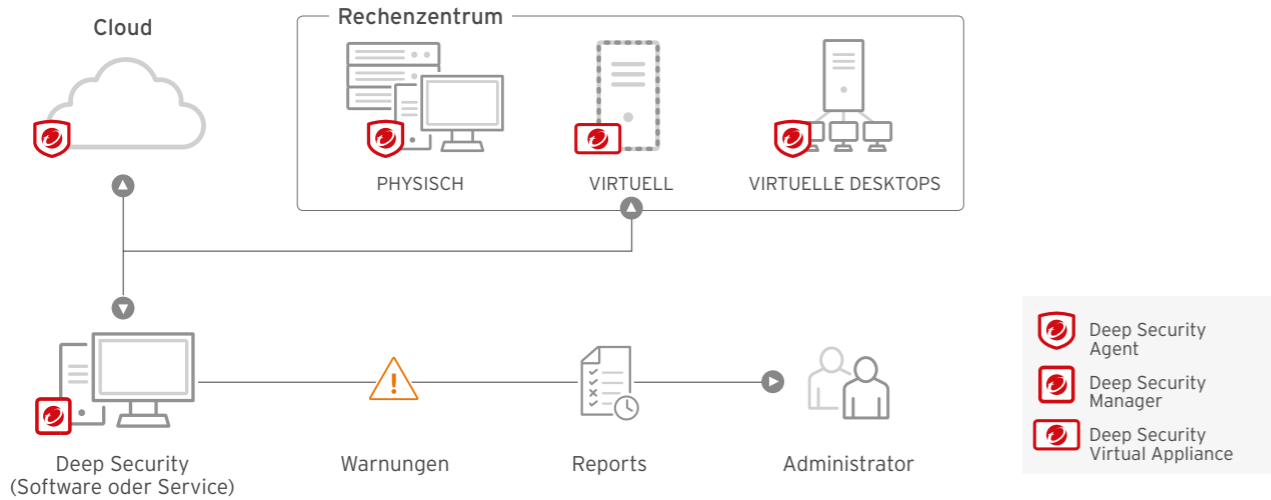 Cloud
Rechenzentrum
PHYSISCH
VIRTUELL
VIRTUELLE DESKTOPS
Deep Security
(Software oder Service)
Warnungen
Reports
Administrator
Deep Security
Agent
Deep Security
Manager
Deep Security
Virtual Appliance